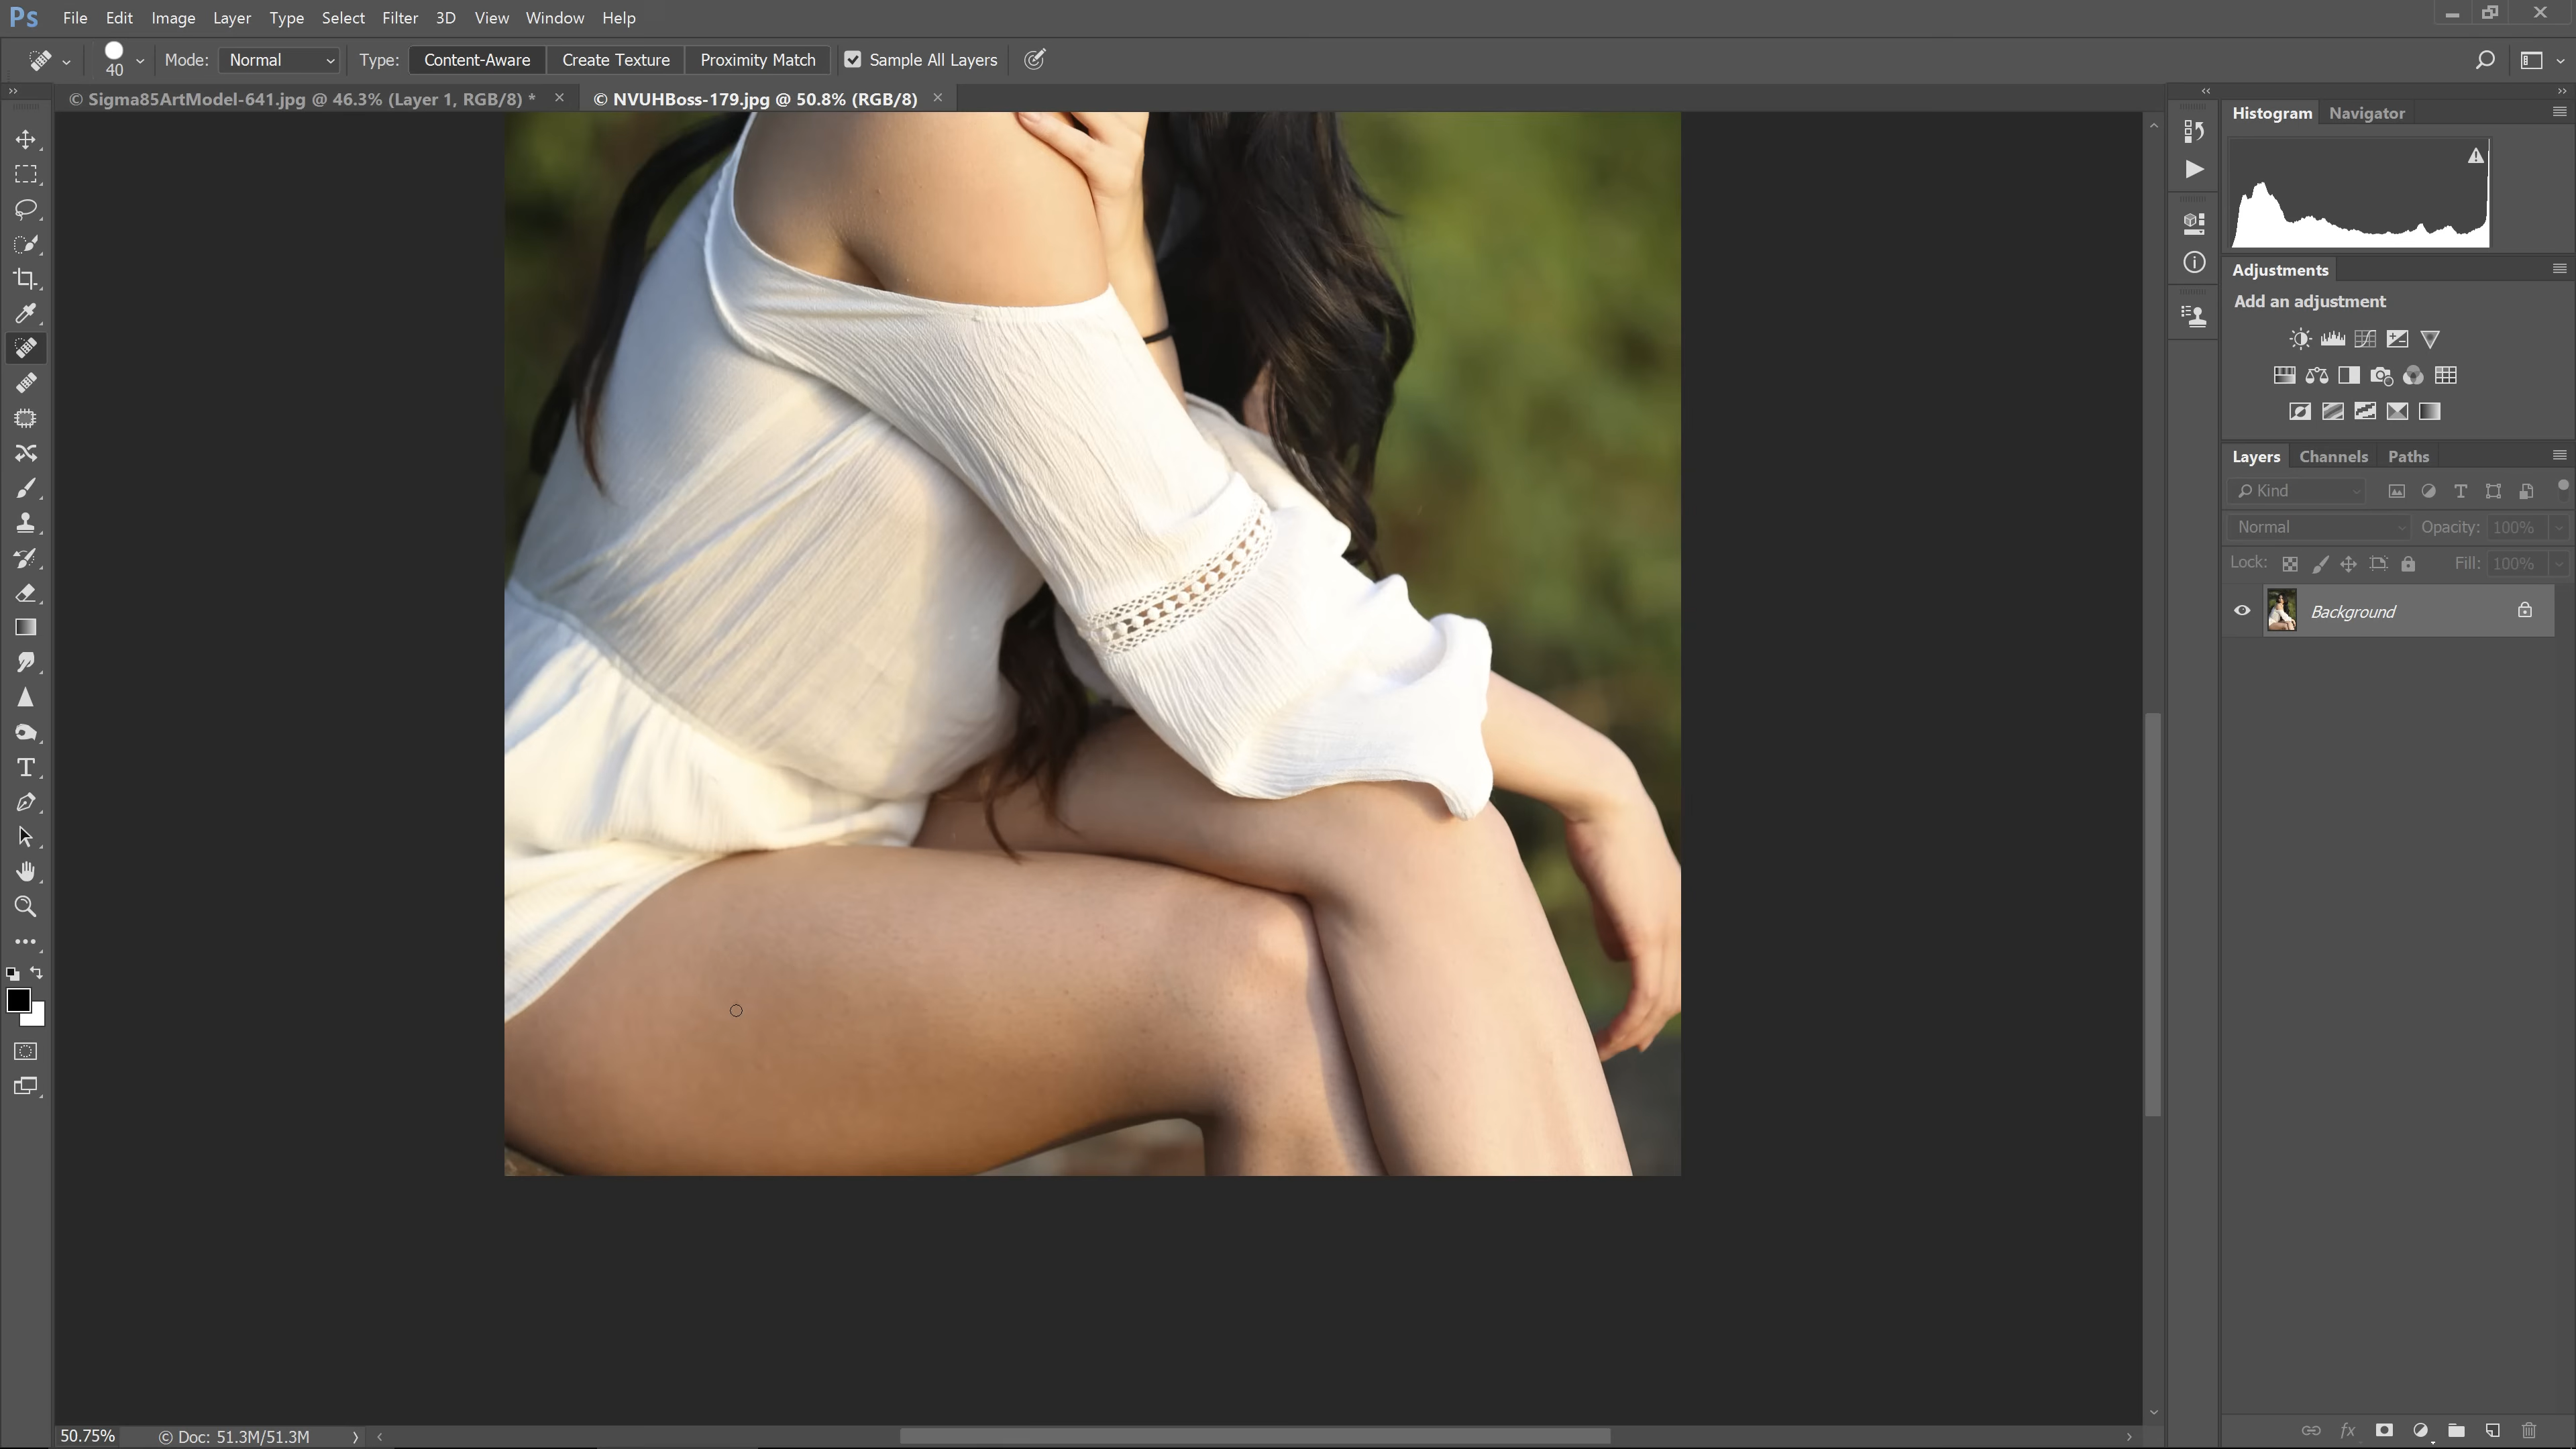 Ps File Edit Image Layer Type Select Filter 3D View Window Help
40 Mode: Normal Type: Content-Aware Create Texture Proximity Match Sample All Layers
© Sigma85ArtModel-641.jpg @ 46.3% (Layer 1, RGB/8) * © NVUHBoss-179.jpg @ 50.8% (RGB/8)
Histogram Navigator
Adjustments
Add an adjustment
Layers Channels Paths
Kind
Normal Opacity: 100%
Lock: Fill: 100%
Background
50.75% © Doc: 51.3M/51.3M
fx